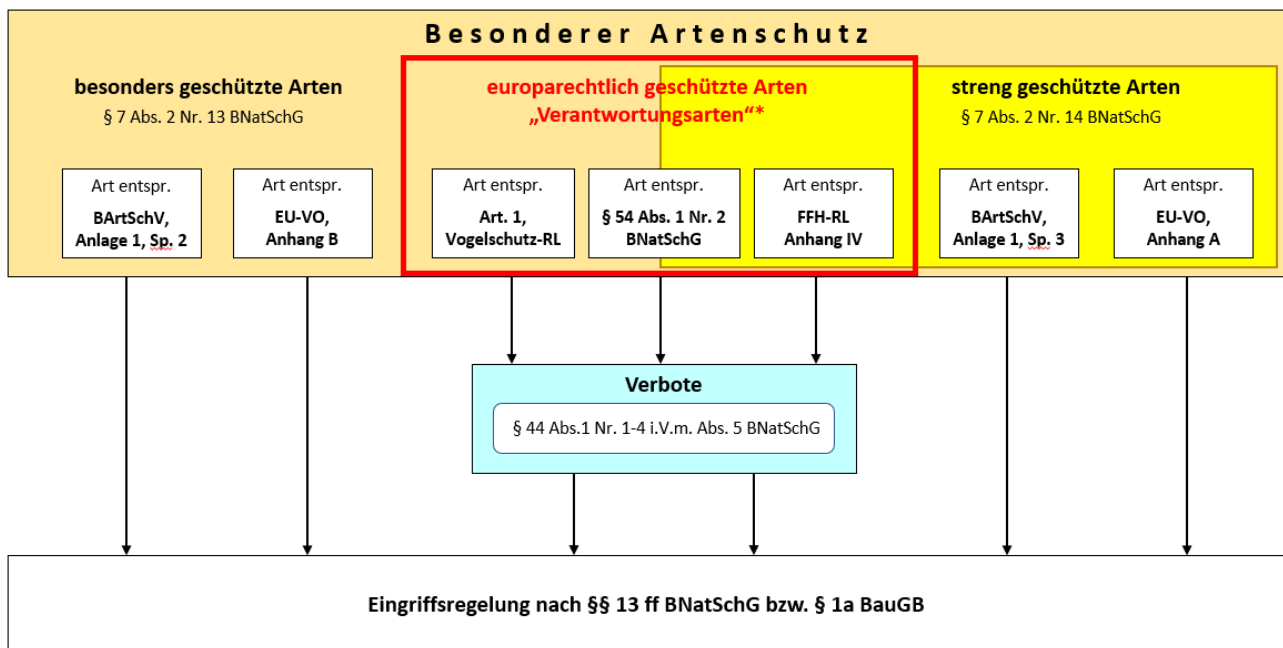 Besonderer Artenschutz
besonders geschützte Arten
§ 7 Abs. 2 Nr. 13 BNatSchG
europarechtlich geschützte Arten
„Verantwortungsarten“*
streng geschützte Arten
§ 7 Abs. 2 Nr. 14 BNatSchG
Art entspr.
BArtSchV,
Anlage 1, Sp. 2
Art entspr.
EU-VO,
Anhang B
Art entspr.
Art. 1,
Vogelschutz-RL
Art entspr.
§ 54 Abs. 1 Nr. 2
BNatSchG
Art entspr.
FFH-RL
Anhang IV
Art entspr.
BArtSchV,
Anlage 1, Sp. 3
Art entspr.
EU-VO,
Anhang A
Verbote
§ 44 Abs.1 Nr. 1-4 i.V.m. Abs. 5 BNatSchG
Eingriffsregelung nach §§ 13 ff BNatSchG bzw. § 1a BauGB